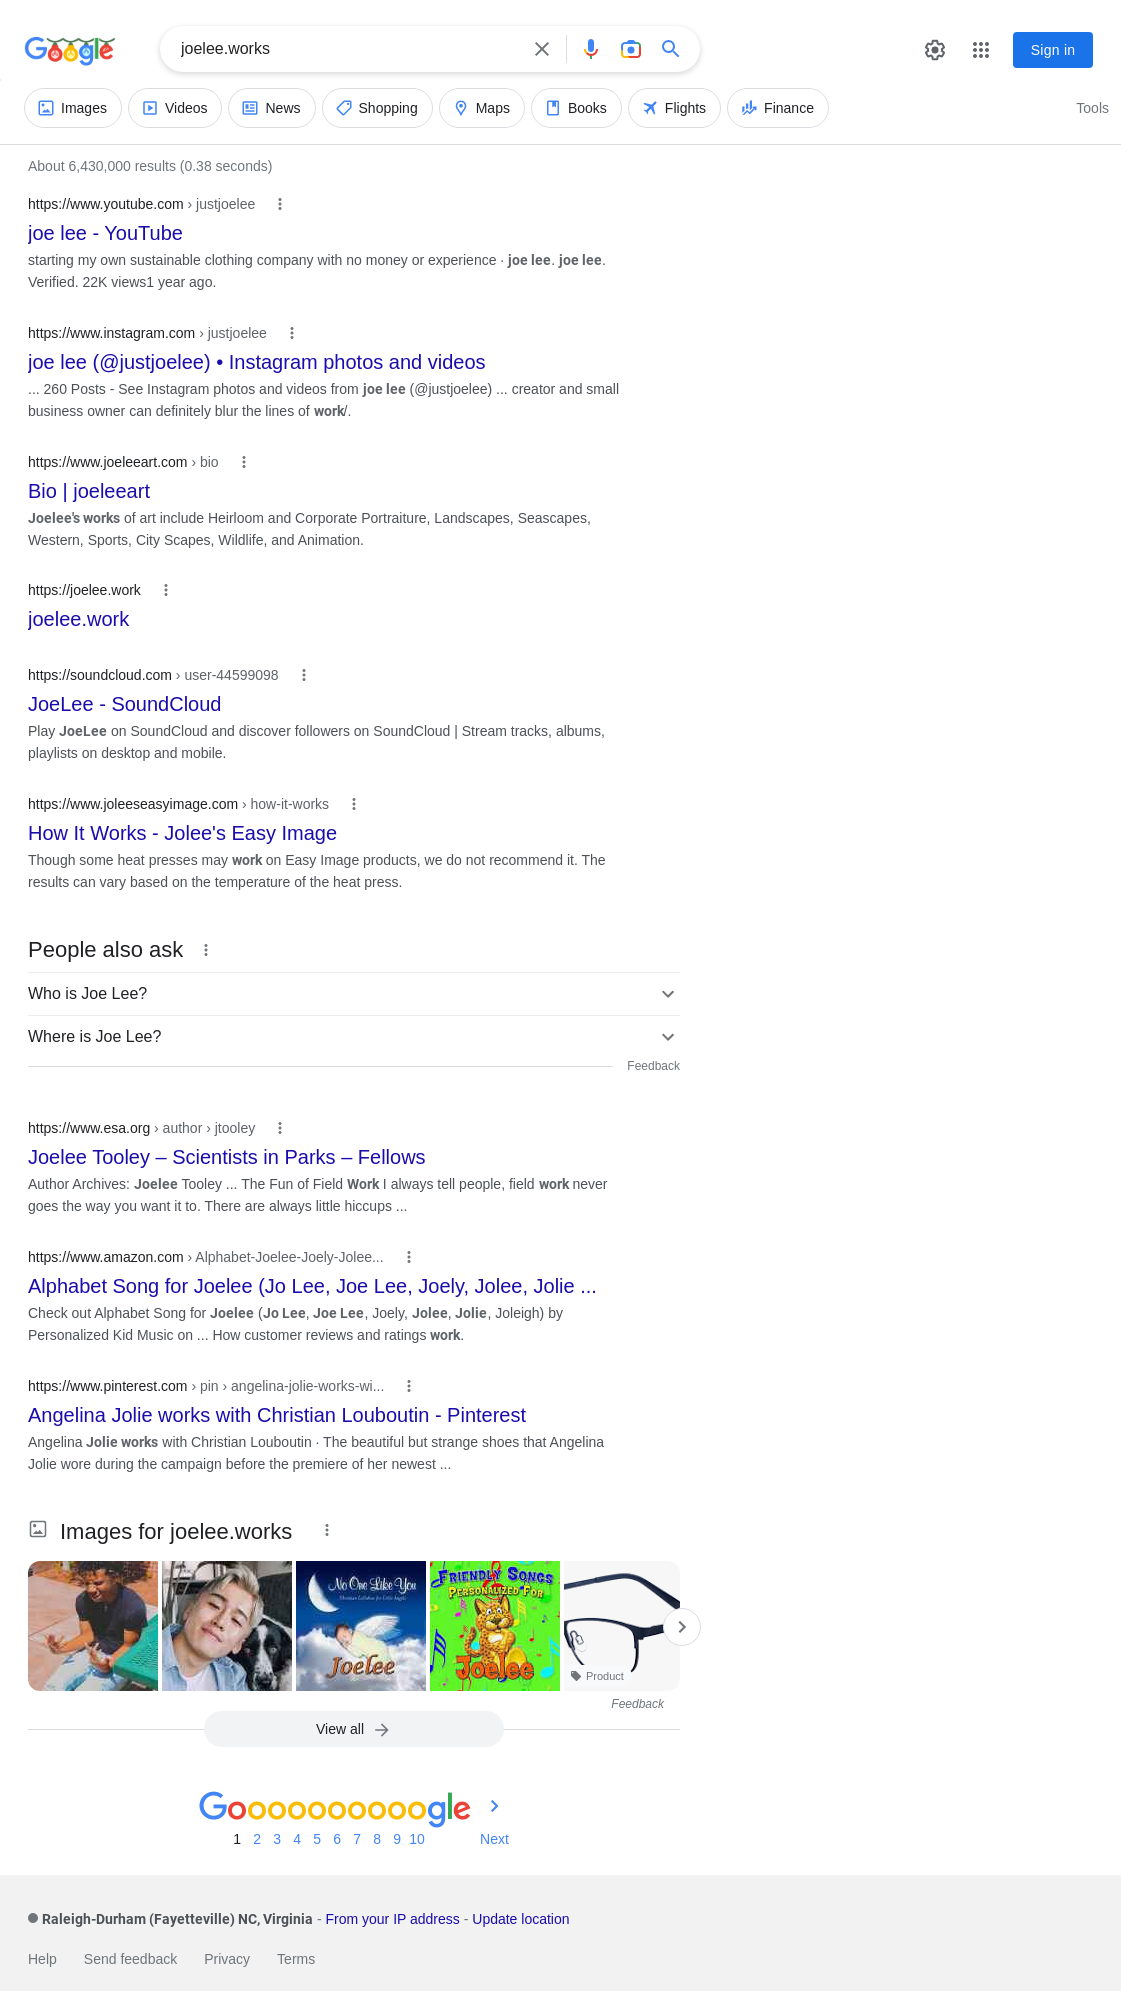 Google
joelee.works
Sign in
Images
Videos
News
Shopping
Maps
Books
Flights
Finance
Tools
About 6,430,000 results (0.38 seconds)
https://www.youtube.com › justjoelee
joe lee - YouTube
starting my own sustainable clothing company with no money or experience · joe lee. joe lee.
Verified. 22K views1 year ago.
https://www.instagram.com › justjoelee
joe lee (@justjoelee) • Instagram photos and videos
... 260 Posts - See Instagram photos and videos from joe lee (@justjoelee) ... creator and small
business owner can definitely blur the lines of work/.
https://www.joeleeart.com › bio
Bio | joeleeart
Joelee's works of art include Heirloom and Corporate Portraiture, Landscapes, Seascapes,
Western, Sports, City Scapes, Wildlife, and Animation.
https://joelee.work
joelee.work
https://soundcloud.com › user-44599098
JoeLee - SoundCloud
Play JoeLee on SoundCloud and discover followers on SoundCloud | Stream tracks, albums,
playlists on desktop and mobile.
https://www.joleeseasyimage.com › how-it-works
How It Works - Jolee's Easy Image
Though some heat presses may work on Easy Image products, we do not recommend it. The
results can vary based on the temperature of the heat press.
People also ask
Who is Joe Lee?
Where is Joe Lee?
Feedback
https://www.esa.org › author › jtooley
Joelee Tooley – Scientists in Parks – Fellows
Author Archives: Joelee Tooley ... The Fun of Field Work I always tell people, field work never
goes the way you want it to. There are always little hiccups ...
https://www.amazon.com › Alphabet-Joelee-Joely-Jolee...
Alphabet Song for Joelee (Jo Lee, Joe Lee, Joely, Jolee, Jolie ...
Check out Alphabet Song for Joelee (Jo Lee, Joe Lee, Joely, Jolee, Jolie, Joleigh) by
Personalized Kid Music on ... How customer reviews and ratings work.
https://www.pinterest.com › pin › angelina-jolie-works-wi...
Angelina Jolie works with Christian Louboutin - Pinterest
Angelina Jolie works with Christian Louboutin · The beautiful but strange shoes that Angelina
Jolie wore during the campaign before the premiere of her newest ...
Images for joelee.works
No One Like You
Christian Lullabies for Little Angels
Joelee
FRIENDLY SONGS
PERSONALIZED FOR
Joelee
Product
Feedback
View all
Goooooooooogle
1 2 3 4 5 6 7 8 9 10 Next
Raleigh-Durham (Fayetteville) NC, Virginia - From your IP address - Update location
Help
Send feedback
Privacy
Terms